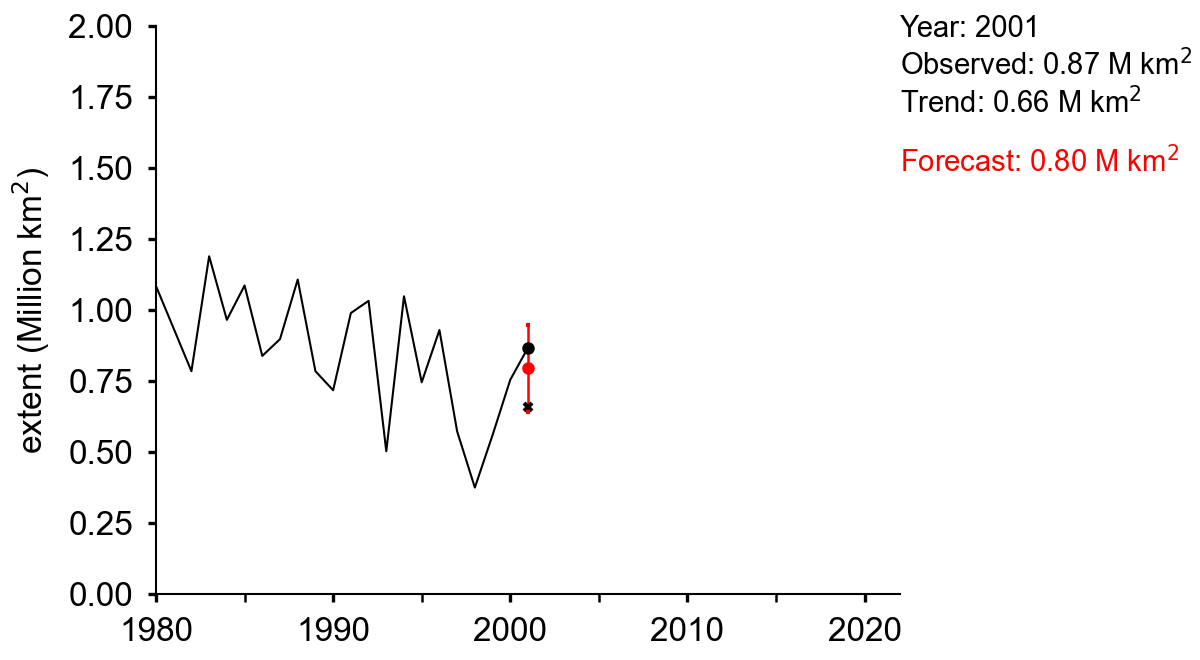 2.00
1.75
1.50
1.25
1.00
0.75
0.50
0.25
0.00
extent (Million km²)
1980 1990 2000 2010 2020
Year: 2001
Observed: 0.87 M km²
Trend: 0.66 M km²
Forecast: 0.80 M km²